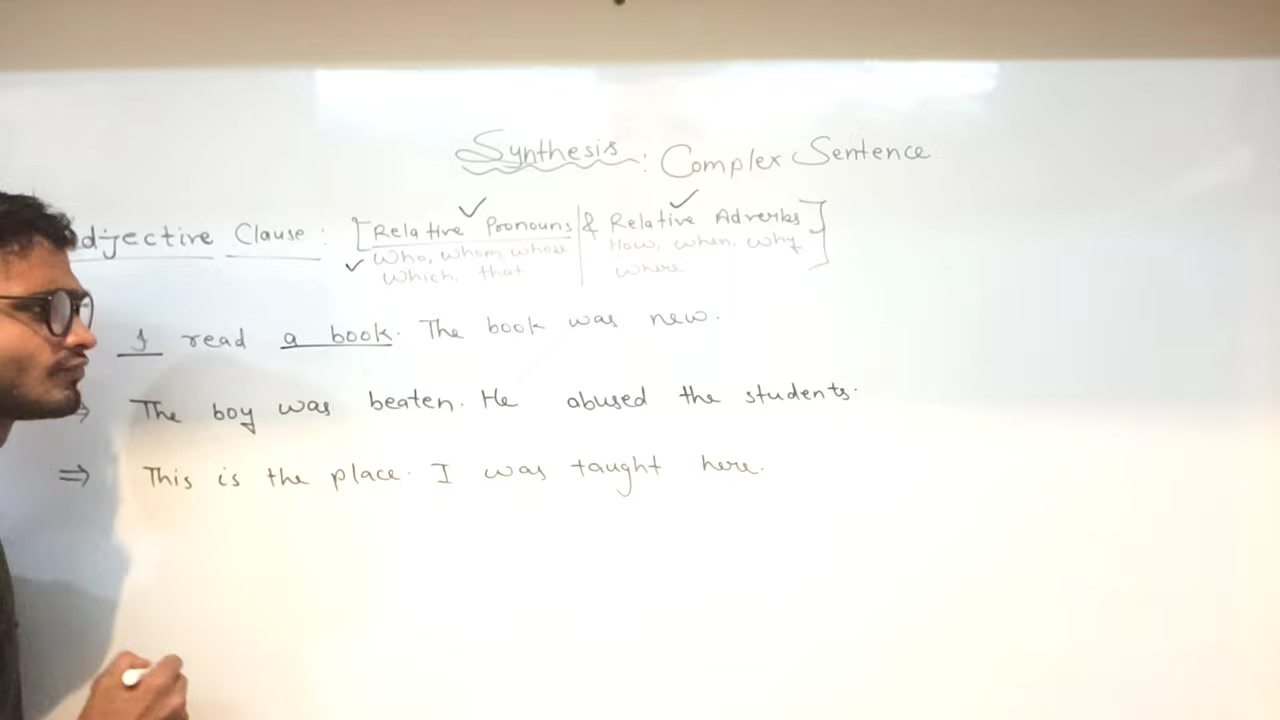 Synthesis: Complex Sentence
djective Clause: [Relative Pronouns & Relative Adverbs]
Who, whom whose How, when, why
Which, that where
I read a book. The book was new.
The boy was beaten. He abused the students.
⇒ This is the place. I was taught here.